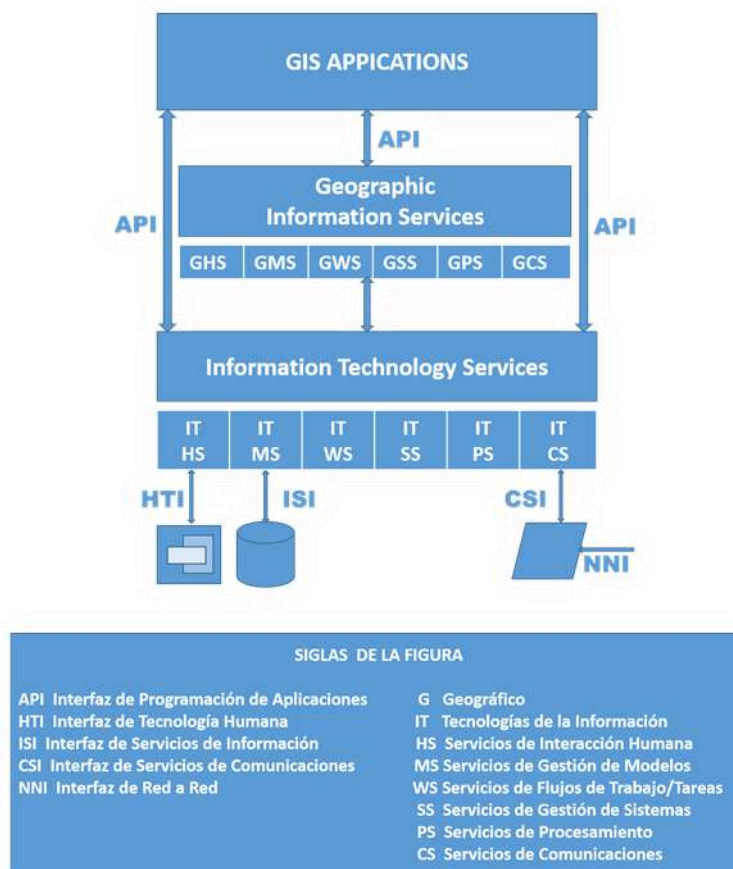 GIS APPICATIONS
API
Geographic
Information Services
API
API
GHS GMS GWS GSS GPS GCS
Information Technology Services
IT IT IT IT IT IT
HS MS WS SS PS CS
HTI ISI CSI
NNI
SIGLAS DE LA FIGURA
API Interfaz de Programación de Aplicaciones
HTI Interfaz de Tecnología Humana
ISI Interfaz de Servicios de Información
CSI Interfaz de Servicios de Comunicaciones
NNI Interfaz de Red a Red
G Geográfico
IT Tecnologías de la Información
HS Servicios de Interacción Humana
MS Servicios de Gestión de Modelos
WS Servicios de Flujos de Trabajo/Tareas
SS Servicios de Gestión de Sistemas
PS Servicios de Procesamiento
CS Servicios de Comunicaciones